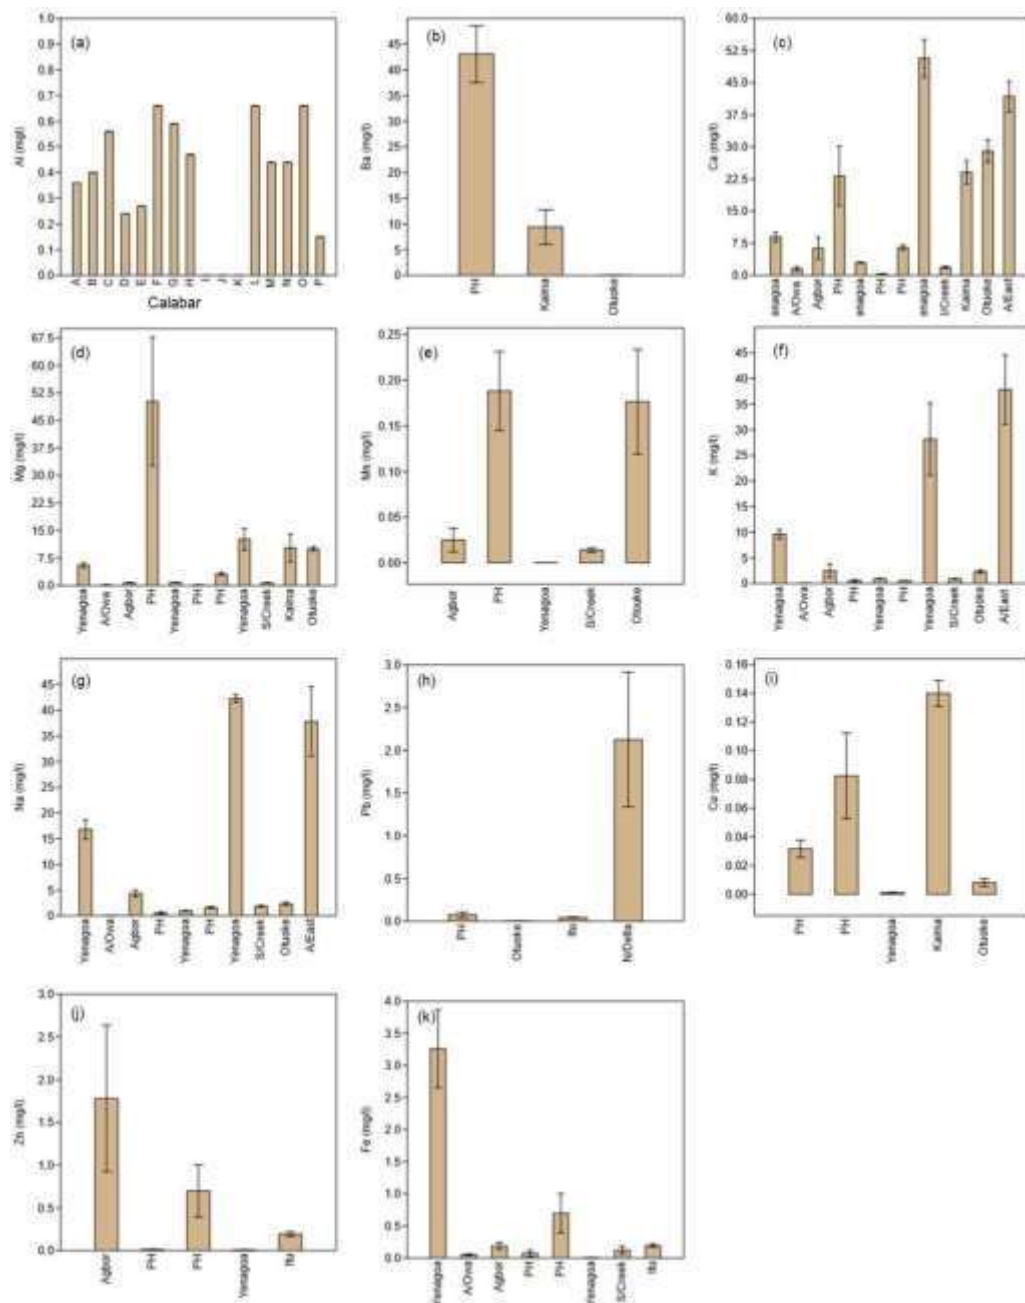 (a)
Al (mg/l)
1.0
0.9
0.8
0.7
0.6
0.5
0.4
0.3
0.2
0.1
0.0
A B C D E F G H I J K L M N O P
Calabar
(b)
Ba (mg/l)
45
40
35
30
25
20
15
10
5
0
PH Kaima Otuoke
(c)
Ca (mg/l)
60.0
52.5
45.0
37.5
30.0
22.5
15.0
7.5
0.0
enagoa A/Owa Agbor PH enagoa PH PH enagoa I/Creek Kaima Otuoke A/East
(d)
Mg (mg/l)
67.5
60.0
52.5
45.0
37.5
30.0
22.5
15.0
7.5
0.0
Yenagoa A/Owa Agbor PH Yenagoa PH PH Yenagoa S/Creek Kaima Otuoke
(e)
0.25
0.20
0.15
0.10
0.05
0.00
Agbor PH Yenagoa S/Creek Otuoke
(f)
K (mg/l)
45
40
35
30
25
20
15
10
5
0
Yenagoa A/Owa Agbor PH Yenagoa PH Yenagoa S/Creek Otuoke A/East
(g)
Na (mg/l)
45
40
35
30
25
20
15
10
5
0
Yenagoa A/Owa Agbor PH Yenagoa PH Yenagoa S/Creek Otuoke A/East
(h)
Pb (mg/l)
3.0
2.5
2.0
1.5
1.0
0.5
0.0
PH Otuoke Itu N/Delta
(i)
Cu (mg/l)
0.16
0.14
0.12
0.10
0.08
0.06
0.04
0.02
0.00
PH PH Yenagoa Kaima Otuoke
(j)
Zn (mg/l)
3.0
2.5
2.0
1.5
1.0
0.5
0.0
Agbor PH PH Yenagoa Itu
(k)
Fe (mg/l)
4.0
3.5
3.0
2.5
2.0
1.5
1.0
0.5
0.0
Yenagoa A/Owa Agbor PH PH Yenagoa S/Creek Itu